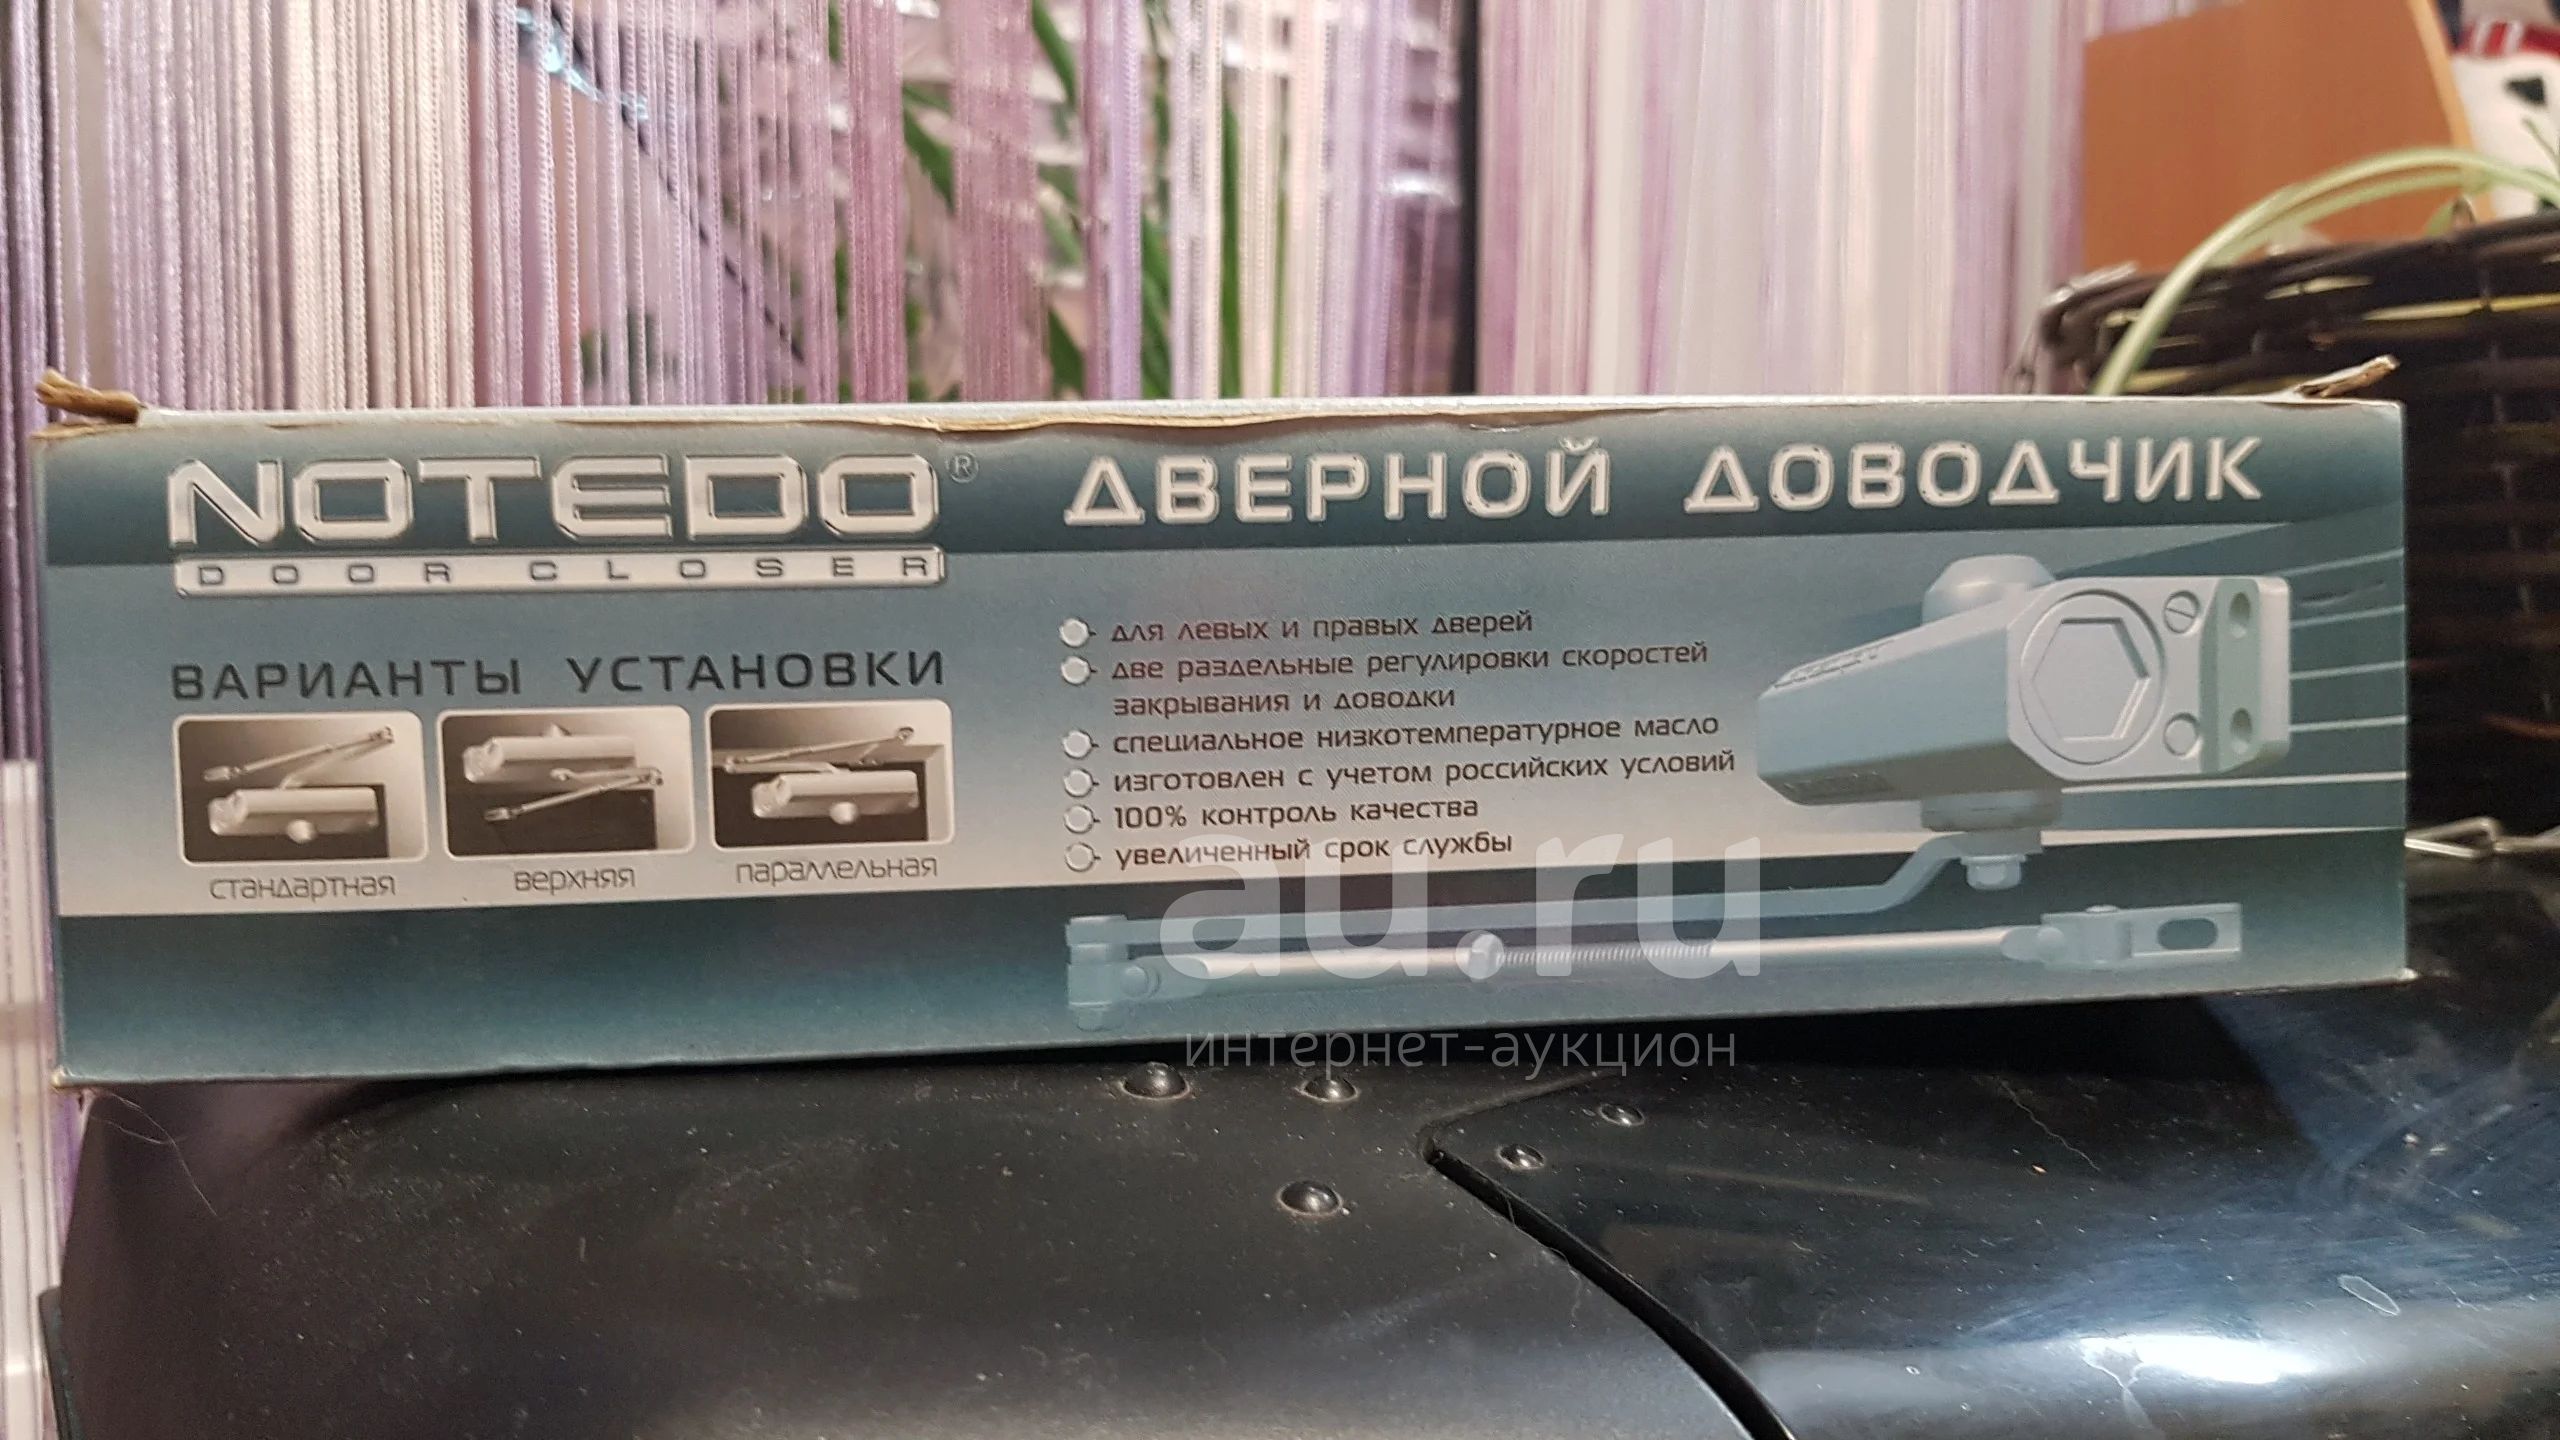 NOTEDO®
DOOR CLOSER
ДВЕРНОЙ ДОВОДЧИК
ВАРИАНТЫ УСТАНОВКИ
стандартная
верхняя
параллельная
для левых и правых дверей
две раздельные регулировки скоростей
закрывания и доводки
специальное низкотемпературное масло
изготовлен с учетом российских условий
100% контроль качества
увеличенный срок службы
au.ru
интернет-аукцион